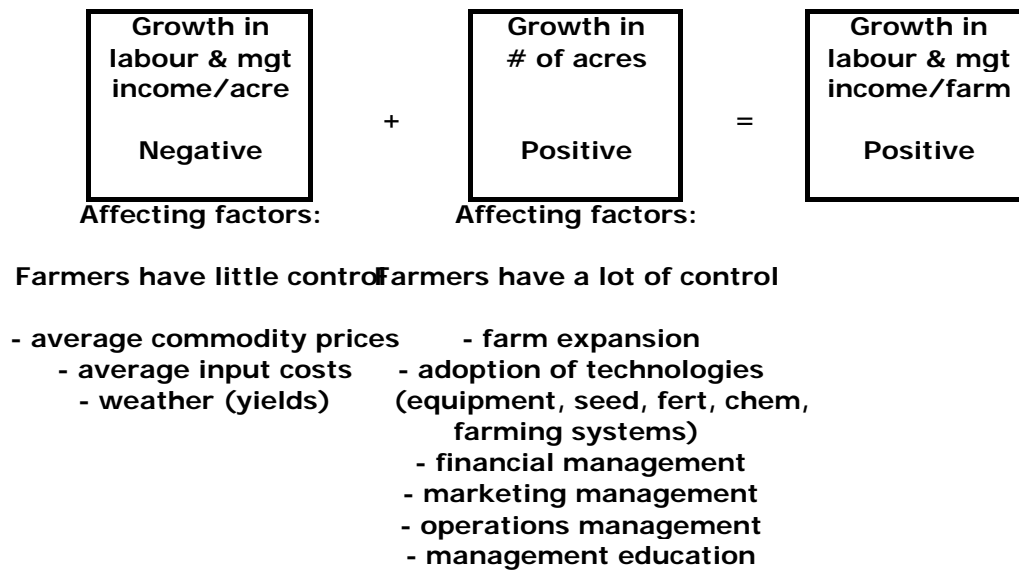 Growth in
labour & mgt
income/acre
Negative
+
Growth in
# of acres
Positive
=
Growth in
labour & mgt
income/farm
Positive
Affecting factors:
Farmers have little control
- average commodity prices
- average input costs
- weather (yields)
Affecting factors:
Farmers have a lot of control
- farm expansion
- adoption of technologies
(equipment, seed, fert, chem,
farming systems)
- financial management
- marketing management
- operations management
- management education